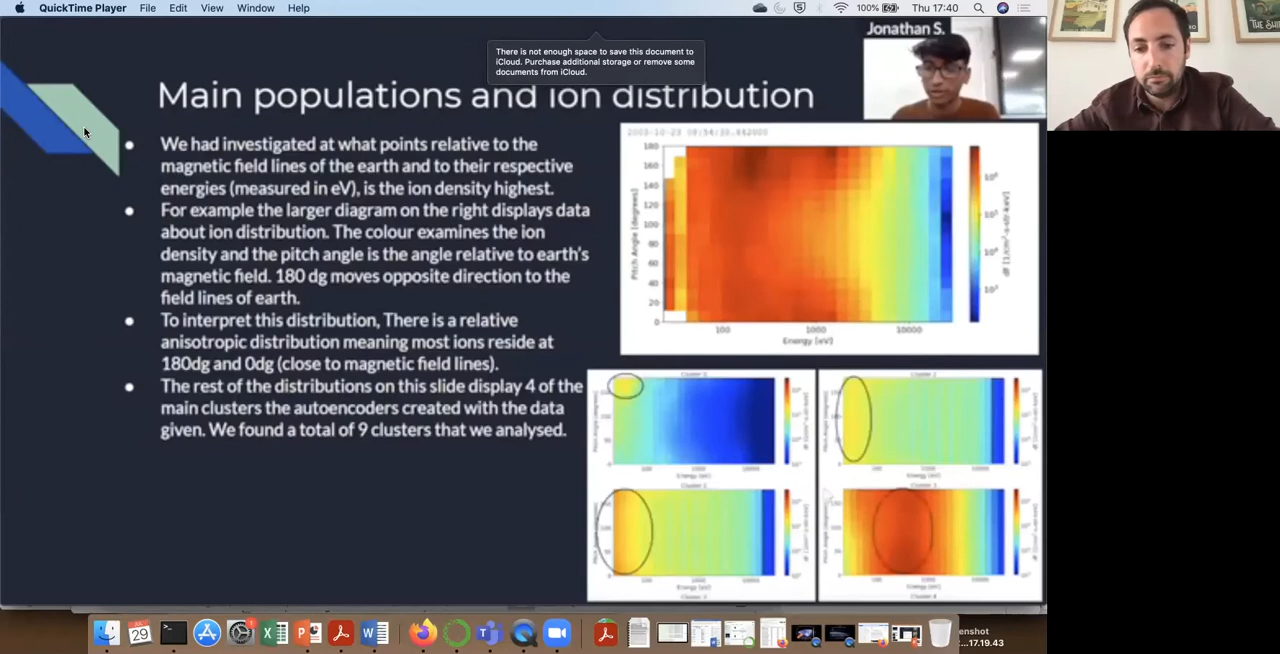 QuickTime Player File Edit View Window Help 100% Thu 17:40
Jonathan S.
There is not enough space to save this document to
iCloud. Purchase additional storage or remove some
documents from iCloud.
Main populations and ion distribution
We had investigated at what points relative to the
magnetic field lines of the earth and to their respective
energies (measured in eV), is the ion density highest.
For example the larger diagram on the right displays data
about ion distribution. The colour examines the ion
density and the pitch angle is the angle relative to earth's
magnetic field. 180 dg moves opposite direction to the
field lines of earth.
To interpret this distribution, There is a relative
anisotropic distribution meaning most ions reside at
180dg and 0dg (close to magnetic field lines).
The rest of the distributions on this slide display 4 of the
main clusters the autoencoders created with the data
given. We found a total of 9 clusters that we analysed.
180
160
140
120
100
80
60
40
20
0
Pitch Angle [degrees]
100 1000 10000
Energy [eV]
JUL
29
enshot
...17.19.43